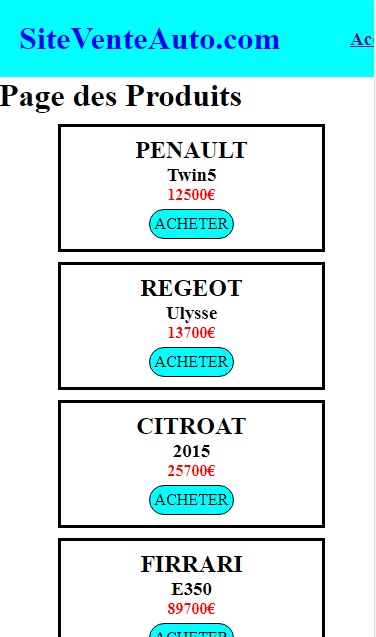 SiteVenteAuto.com
Page des Produits
PENAULT
Twin5
12500€
ACHETER
REGEOT
Ulysse
13700€
ACHETER
CITROAT
2015
25700€
ACHETER
FIRRARI
E350
89700€
ACHETER